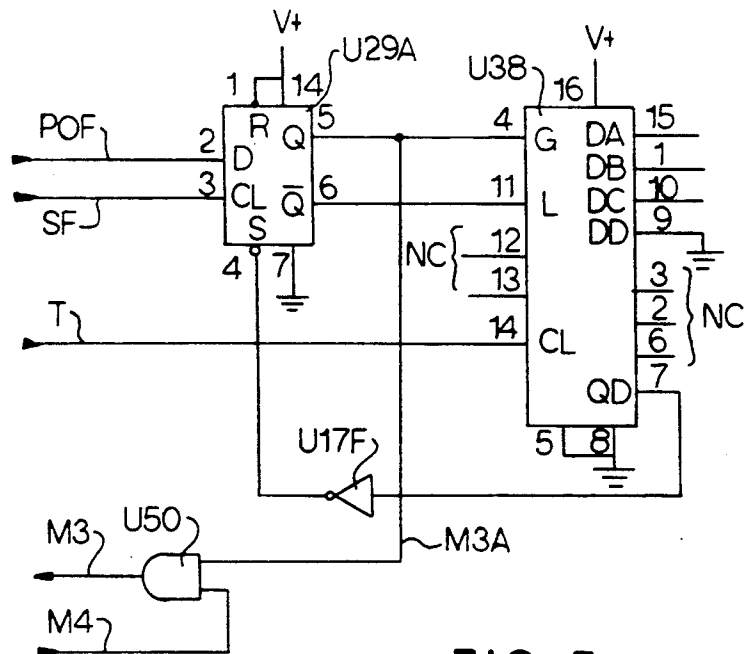 V+
U29A
V+
U38
1
14
16
POF
2
D
R
Q
5
4
G
DA
15
SF
3
CL
Q̅
6
11
L
DB
1
DC
10
S
DD
9
4
7
NC
12
13
3
2
6
NC
T
14
CL
QD
7
U17F
5
8
M3
U50
M3A
M4